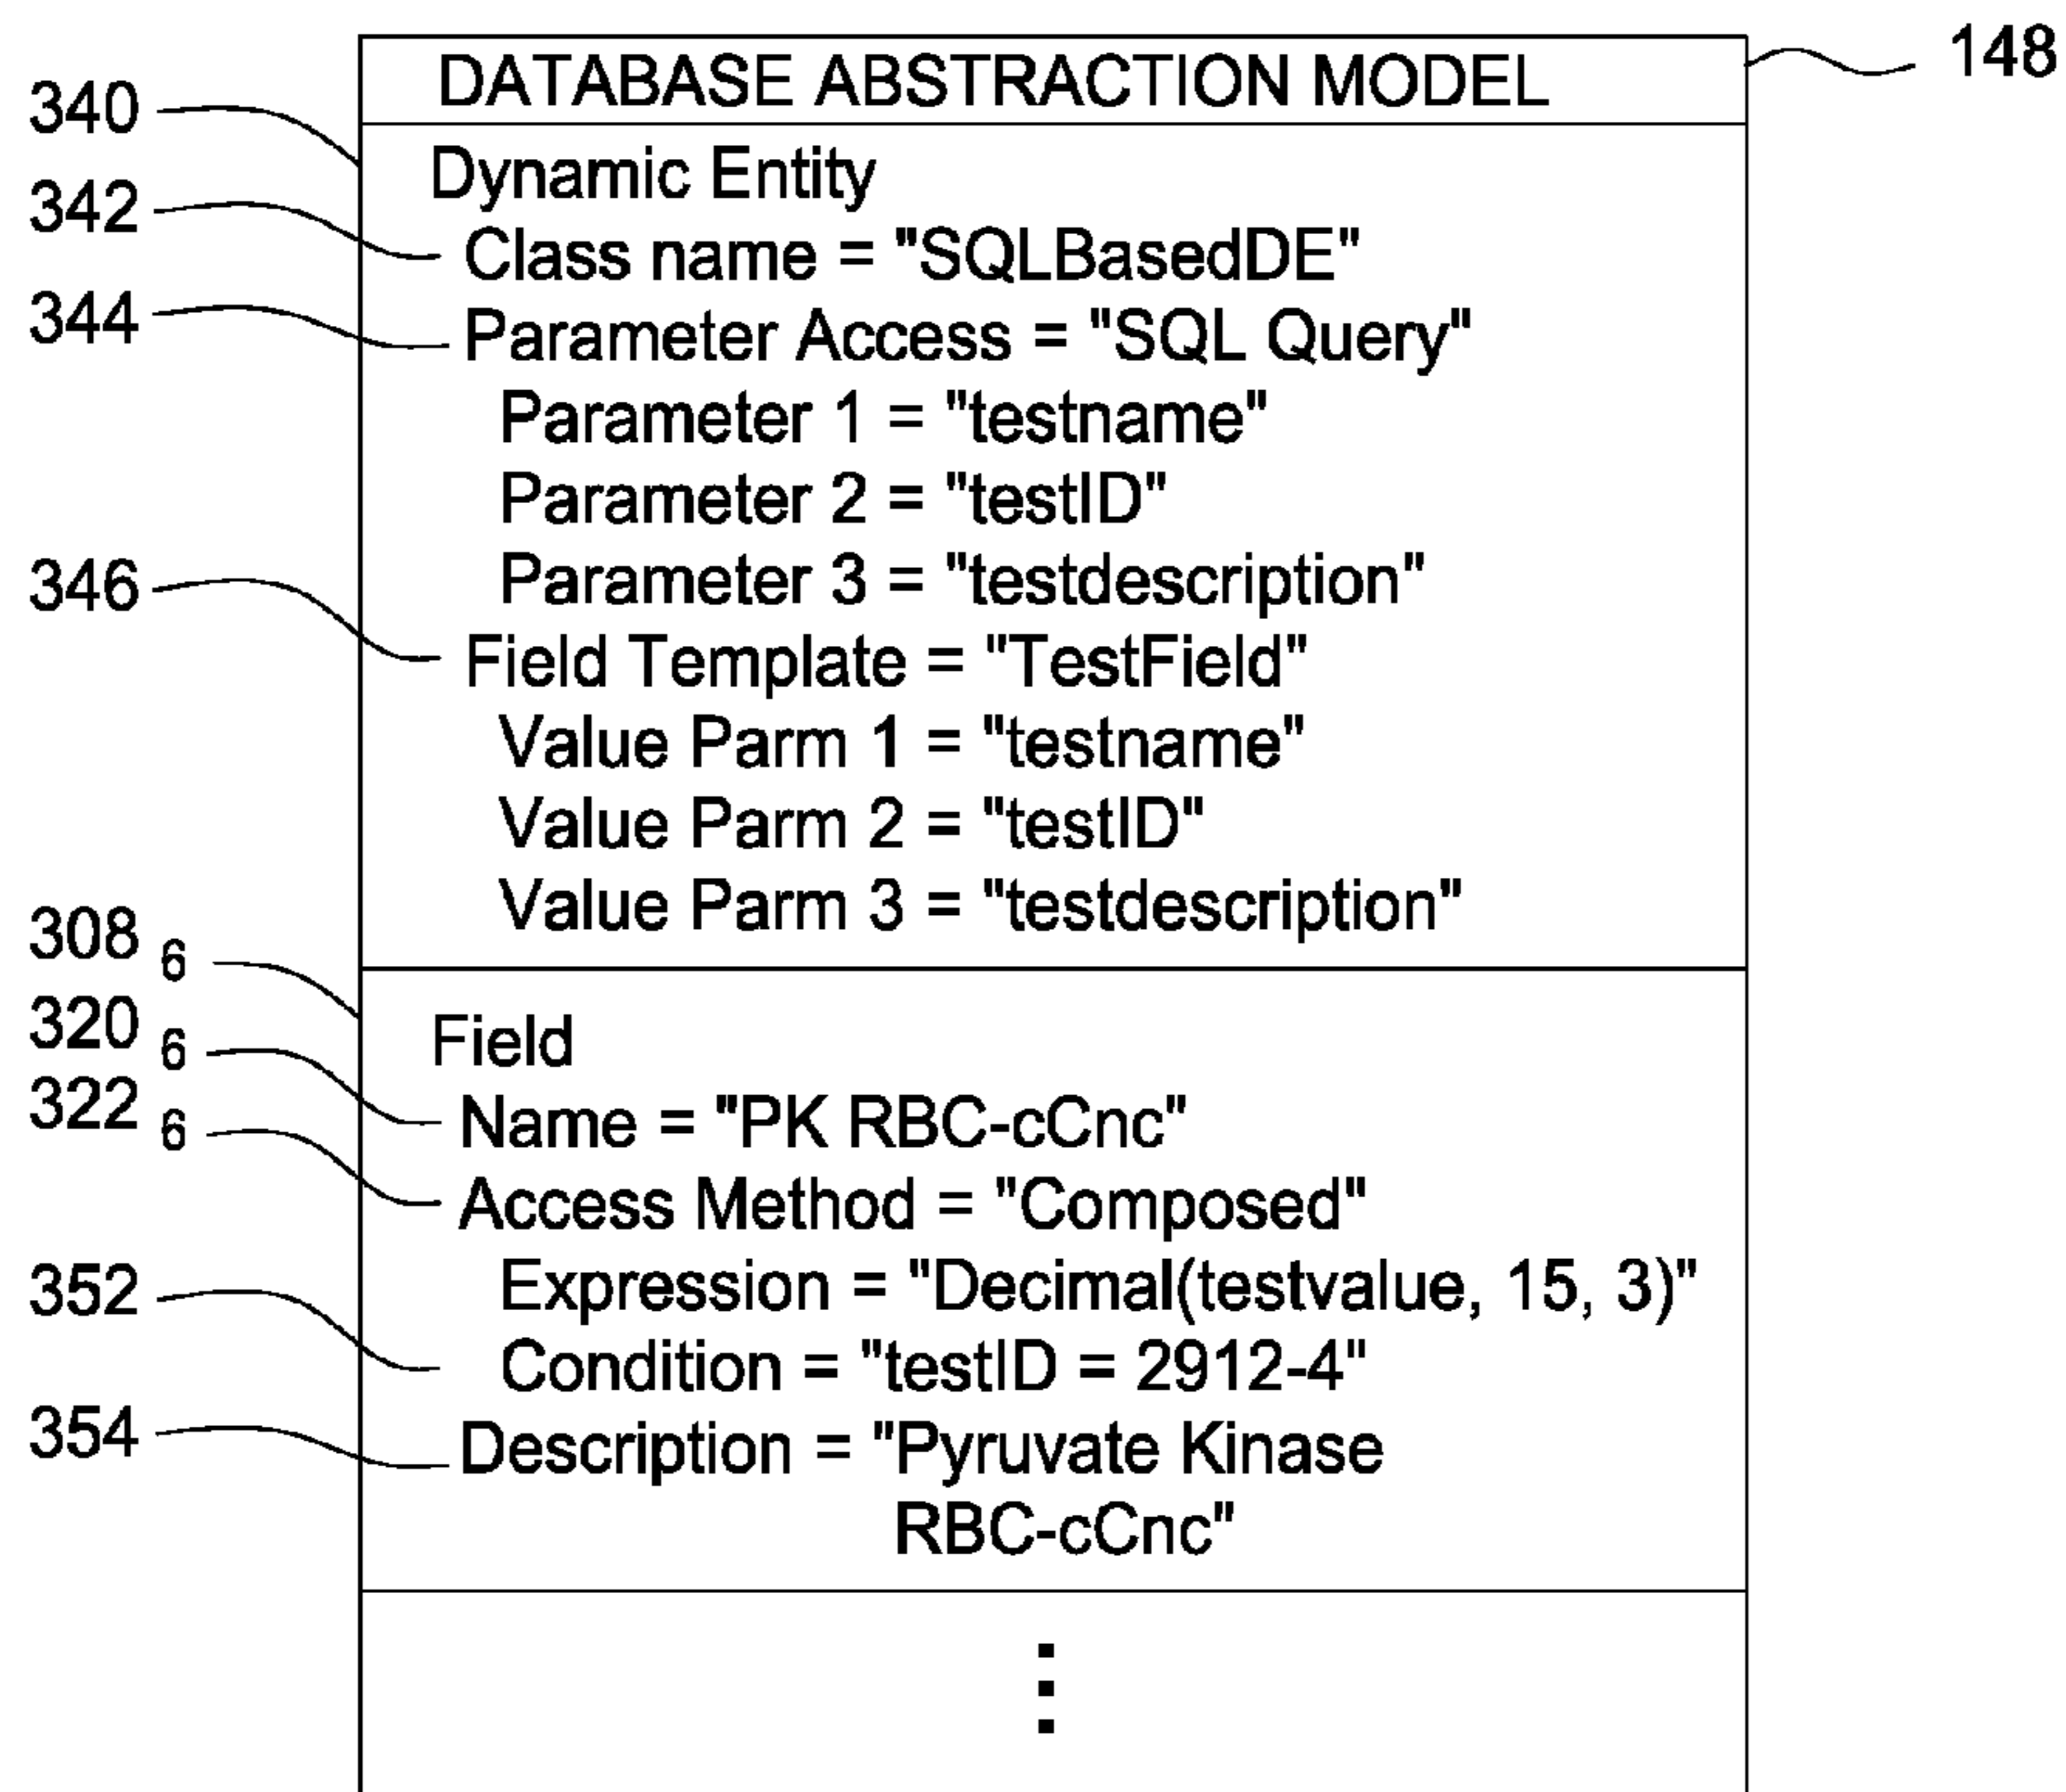 DATABASE ABSTRACTION MODEL
148
340
Dynamic Entity
342
Class name = "SQLBasedDE"
344
Parameter Access = "SQL Query"
Parameter 1 = "testname"
Parameter 2 = "testID"
Parameter 3 = "testdescription"
346
Field Template = "TestField"
Value Parm 1 = "testname"
Value Parm 2 = "testID"
Value Parm 3 = "testdescription"
308 6
Field
320 6
Name = "PK RBC-cCnc"
322 6
Access Method = "Composed"
Expression = "Decimal(testvalue, 15, 3)"
352
Condition = "testID = 2912-4"
354
Description = "Pyruvate Kinase
RBC-cCnc"